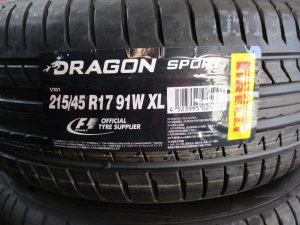 DRAGON SPORT
215/45 R17 91W XL
F1
OFFICIAL
TYRE SUPPLIER
PIRELLI